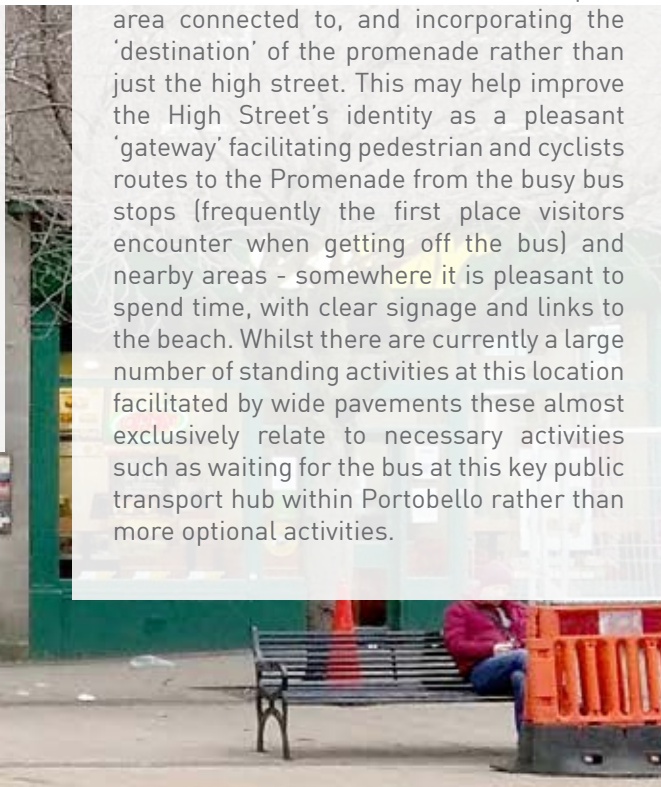 area connected to, and incorporating the
‘destination’ of the promenade rather than
just the high street. This may help improve
the High Street’s identity as a pleasant
‘gateway’ facilitating pedestrian and cyclists
routes to the Promenade from the busy bus
stops (frequently the first place visitors
encounter when getting off the bus) and
nearby areas - somewhere it is pleasant to
spend time, with clear signage and links to
the beach. Whilst there are currently a large
number of standing activities at this location
facilitated by wide pavements these almost
exclusively relate to necessary activities
such as waiting for the bus at this key public
transport hub within Portobello rather than
more optional activities.